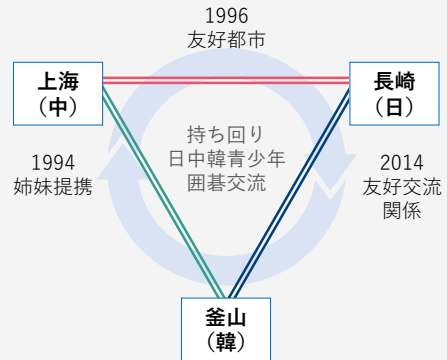 1996
友好都市
上海
（中）
長崎
（日）
持ち回り
日中韓青少年
囲碁交流
1994
姉妹提携
2014
友好交流
関係
釜山
（韓）